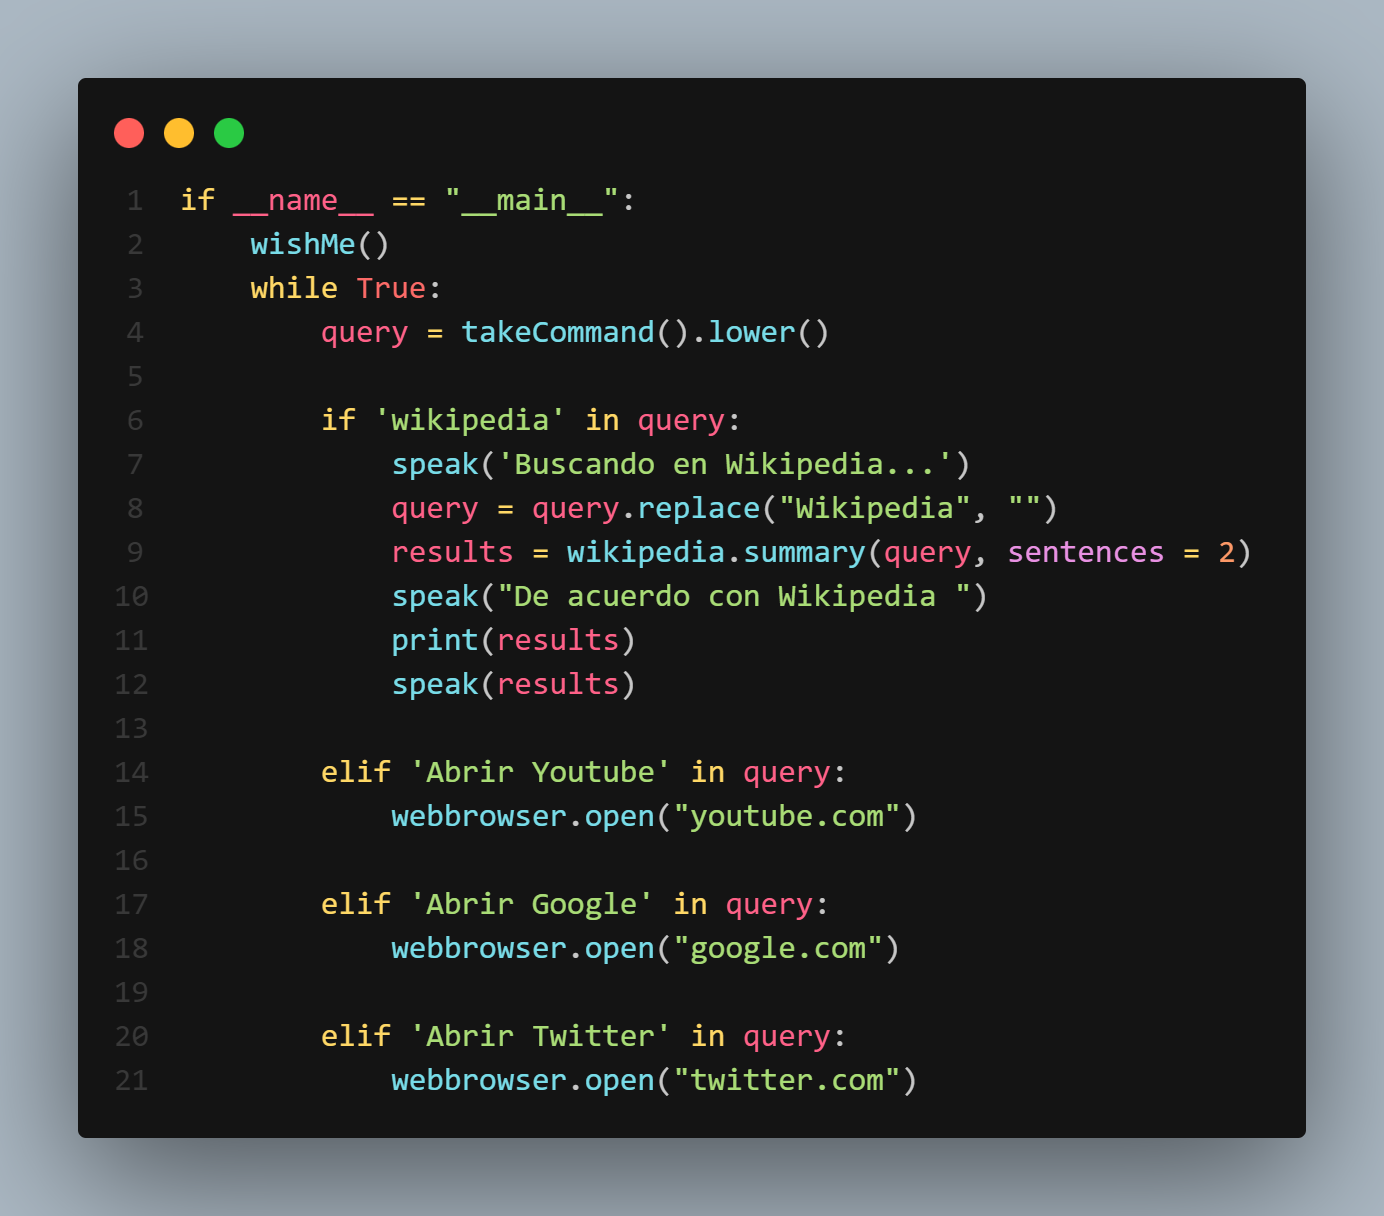 1 if __name__ == "__main__":
2     wishMe()
3     while True:
4         query = takeCommand().lower()
5
6         if 'wikipedia' in query:
7             speak('Buscando en Wikipedia...')
8             query = query.replace("Wikipedia", "")
9             results = wikipedia.summary(query, sentences = 2)
10             speak("De acuerdo con Wikipedia ")
11             print(results)
12             speak(results)
13
14         elif 'Abrir Youtube' in query:
15             webbrowser.open("youtube.com")
16
17         elif 'Abrir Google' in query:
18             webbrowser.open("google.com")
19
20         elif 'Abrir Twitter' in query:
21             webbrowser.open("twitter.com")